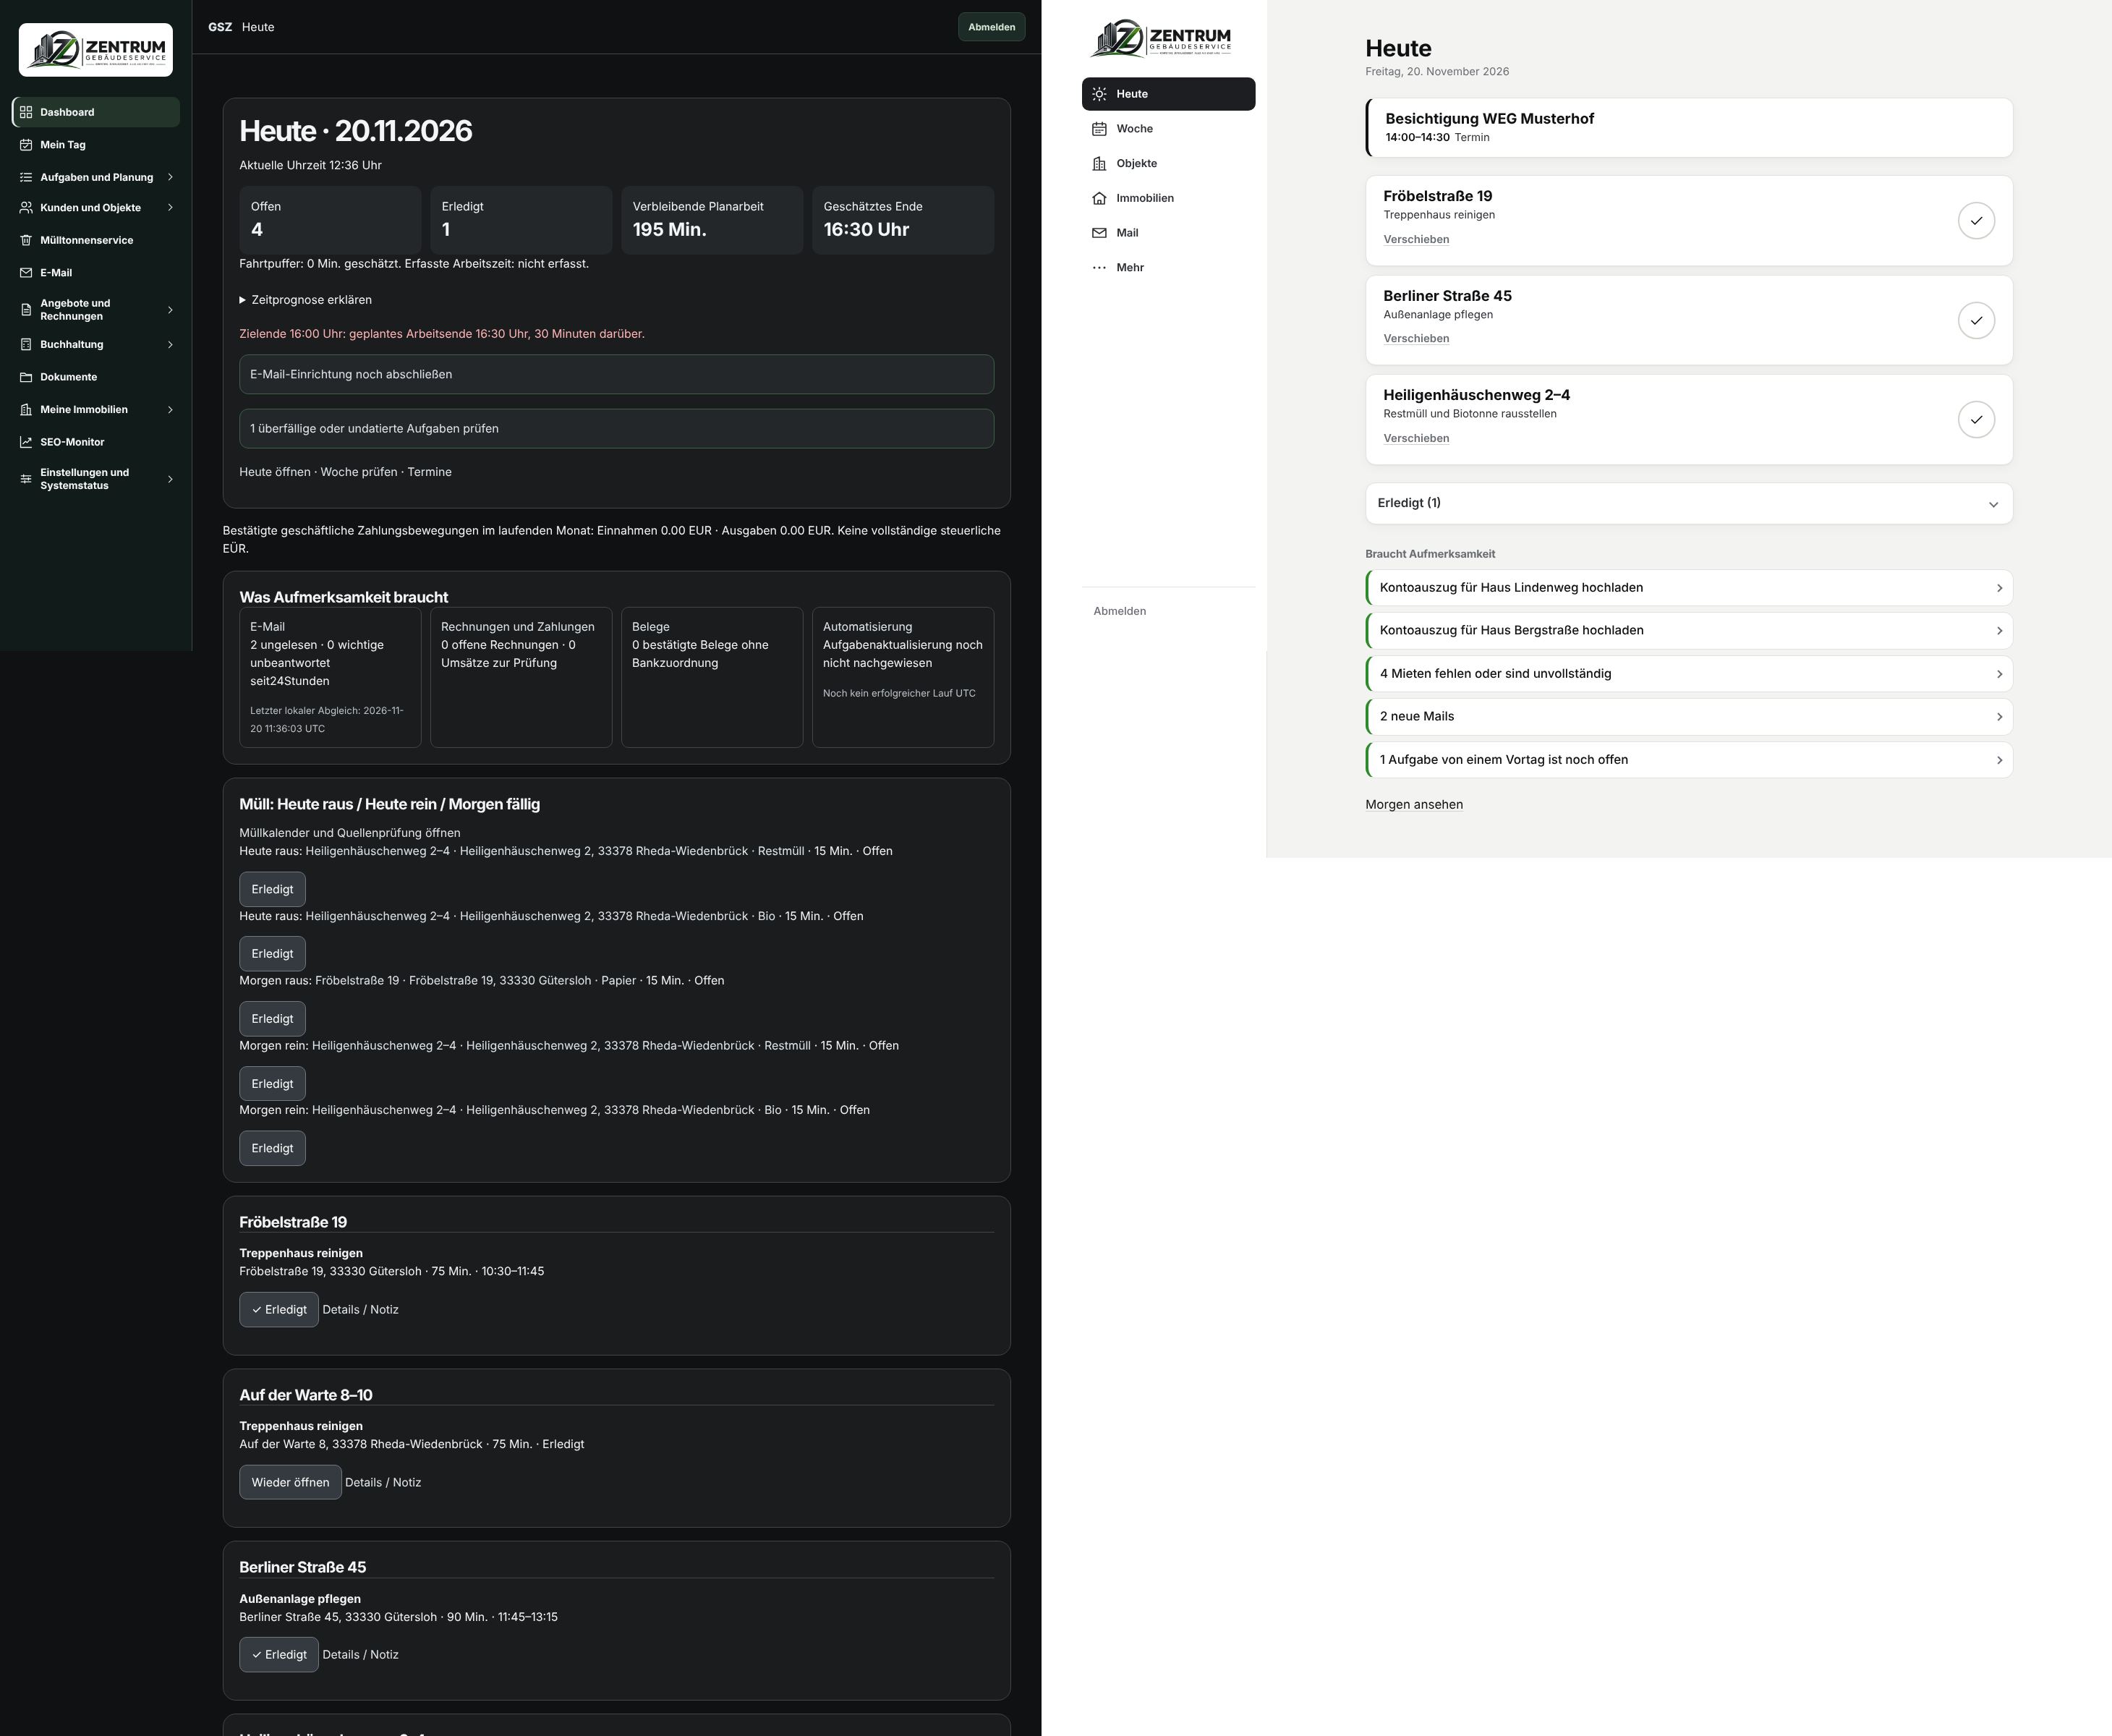 ZENTRUM
GEBÄUDESERVICE
Dashboard
Mein Tag
Aufgaben und Planung
Kunden und Objekte
Mülltonnenservice
E-Mail
Angebote und
Rechnungen
Buchhaltung
Dokumente
Meine Immobilien
SEO-Monitor
Einstellungen und
Systemstatus
GSZ Heute
Abmelden
Heute · 20.11.2026
Aktuelle Uhrzeit 12:36 Uhr
Offen
4
Erledigt
1
Verbleibende Planarbeit
195 Min.
Geschätztes Ende
16:30 Uhr
Fahrtpuffer: 0 Min. geschätzt. Erfasste Arbeitszeit: nicht erfasst.
▶ Zeitprognose erklären
Zielende 16:00 Uhr: geplantes Arbeitsende 16:30 Uhr, 30 Minuten darüber.
E-Mail-Einrichtung noch abschließen
1 überfällige oder undatierte Aufgaben prüfen
Heute öffnen · Woche prüfen · Termine
Bestätigte geschäftliche Zahlungsbewegungen im laufenden Monat: Einnahmen 0.00 EUR · Ausgaben 0.00 EUR. Keine vollständige steuerliche
EÜR.
Was Aufmerksamkeit braucht
E-Mail
2 ungelesen · 0 wichtige
unbeantwortet
seit24Stunden
Letzter lokaler Abgleich: 2026-11-
20 11:36:03 UTC
Rechnungen und Zahlungen
0 offene Rechnungen · 0
Umsätze zur Prüfung
Belege
0 bestätigte Belege ohne
Bankzuordnung
Automatisierung
Aufgabenaktualisierung noch
nicht nachgewiesen
Noch kein erfolgreicher Lauf UTC
Müll: Heute raus / Heute rein / Morgen fällig
Müllkalender und Quellenprüfung öffnen
Heute raus: Heiligenhäuschenweg 2–4 · Heiligenhäuschenweg 2, 33378 Rheda-Wiedenbrück · Restmüll · 15 Min. · Offen
Erledigt
Heute raus: Heiligenhäuschenweg 2–4 · Heiligenhäuschenweg 2, 33378 Rheda-Wiedenbrück · Bio · 15 Min. · Offen
Erledigt
Morgen raus: Fröbelstraße 19 · Fröbelstraße 19, 33330 Gütersloh · Papier · 15 Min. · Offen
Erledigt
Morgen rein: Heiligenhäuschenweg 2–4 · Heiligenhäuschenweg 2, 33378 Rheda-Wiedenbrück · Restmüll · 15 Min. · Offen
Erledigt
Morgen rein: Heiligenhäuschenweg 2–4 · Heiligenhäuschenweg 2, 33378 Rheda-Wiedenbrück · Bio · 15 Min. · Offen
Erledigt
Fröbelstraße 19
Treppenhaus reinigen
Fröbelstraße 19, 33330 Gütersloh · 75 Min. · 10:30–11:45
✓ Erledigt Details / Notiz
Auf der Warte 8–10
Treppenhaus reinigen
Auf der Warte 8, 33378 Rheda-Wiedenbrück · 75 Min. · Erledigt
Wieder öffnen Details / Notiz
Berliner Straße 45
Außenanlage pflegen
Berliner Straße 45, 33330 Gütersloh · 90 Min. · 11:45–13:15
✓ Erledigt Details / Notiz
ZENTRUM
GEBÄUDESERVICE
Heute
Woche
Objekte
Immobilien
Mail
Mehr
Abmelden
Heute
Freitag, 20. November 2026
Besichtigung WEG Musterhof
14:00–14:30 Termin
Fröbelstraße 19
Treppenhaus reinigen
Verschieben
Berliner Straße 45
Außenanlage pflegen
Verschieben
Heiligenhäuschenweg 2–4
Restmüll und Biotonne rausstellen
Verschieben
Erledigt (1)
Braucht Aufmerksamkeit
Kontoauszug für Haus Lindenweg hochladen
Kontoauszug für Haus Bergstraße hochladen
4 Mieten fehlen oder sind unvollständig
2 neue Mails
1 Aufgabe von einem Vortag ist noch offen
Morgen ansehen